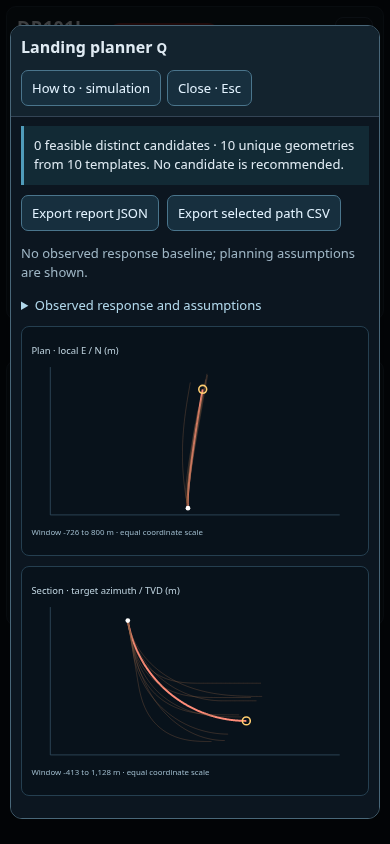 Landing planner Q
How to · simulation
Close · Esc
0 feasible distinct candidates · 10 unique geometries
from 10 templates. No candidate is recommended.
Export report JSON
Export selected path CSV
No observed response baseline; planning assumptions
are shown.
▶ Observed response and assumptions
Plan · local E / N (m)
Window -726 to 800 m · equal coordinate scale
Section · target azimuth / TVD (m)
Window -413 to 1,128 m · equal coordinate scale